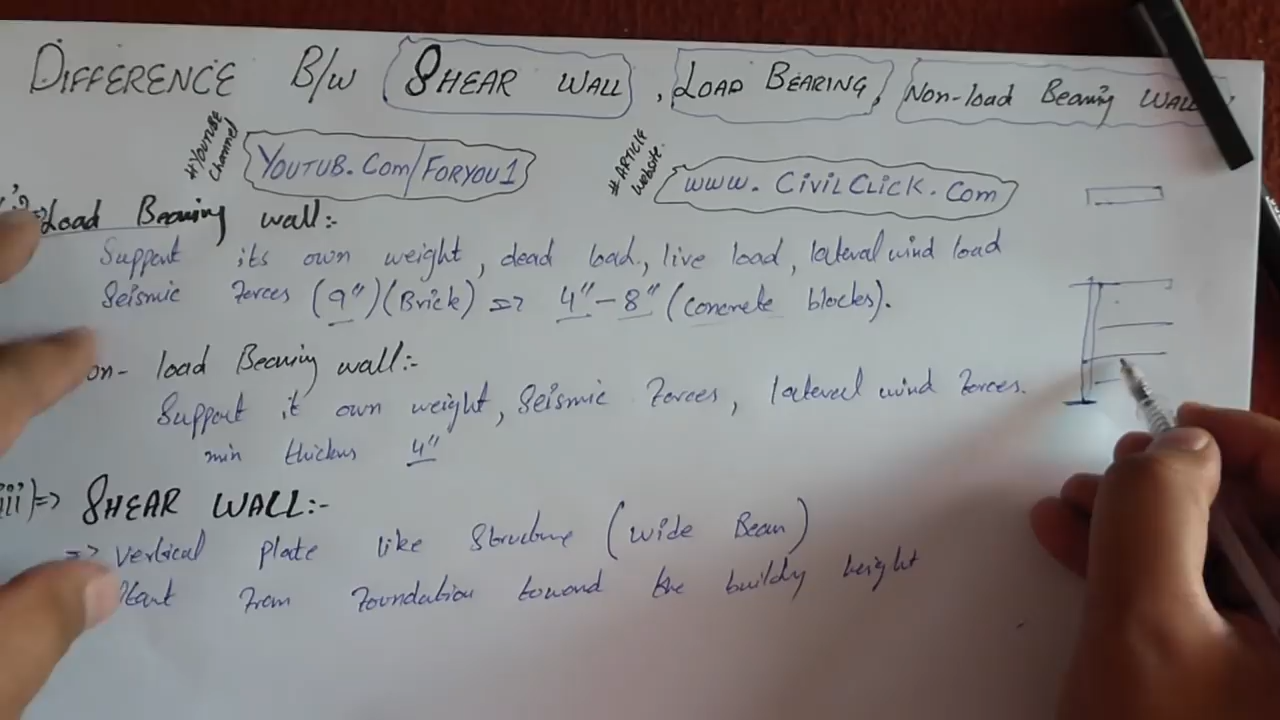 DIFFERENCE B/w SHEAR WALL, LOAD BEARING, Non-load Bearing WALL
#YOUTUBE Channel
YOUTUB.Com/FORYOU1
#ARTICLE Website.
www.CIVILCLICK.Com
Load Bearing wall:-
Support its own weight, dead load, live load, lateral wind load
Seismic Forces (9")(Brick) => 4"-8" (concrete blocks).
on- load Bearing wall:-
Support it own weight, Seismic Forces, lateral wind Forces.
min thicknes 4"
iii)=> SHEAR WALL:-
=> Vertical plate like Structure (wide Beam)
Start From Foundation toward the buildy height